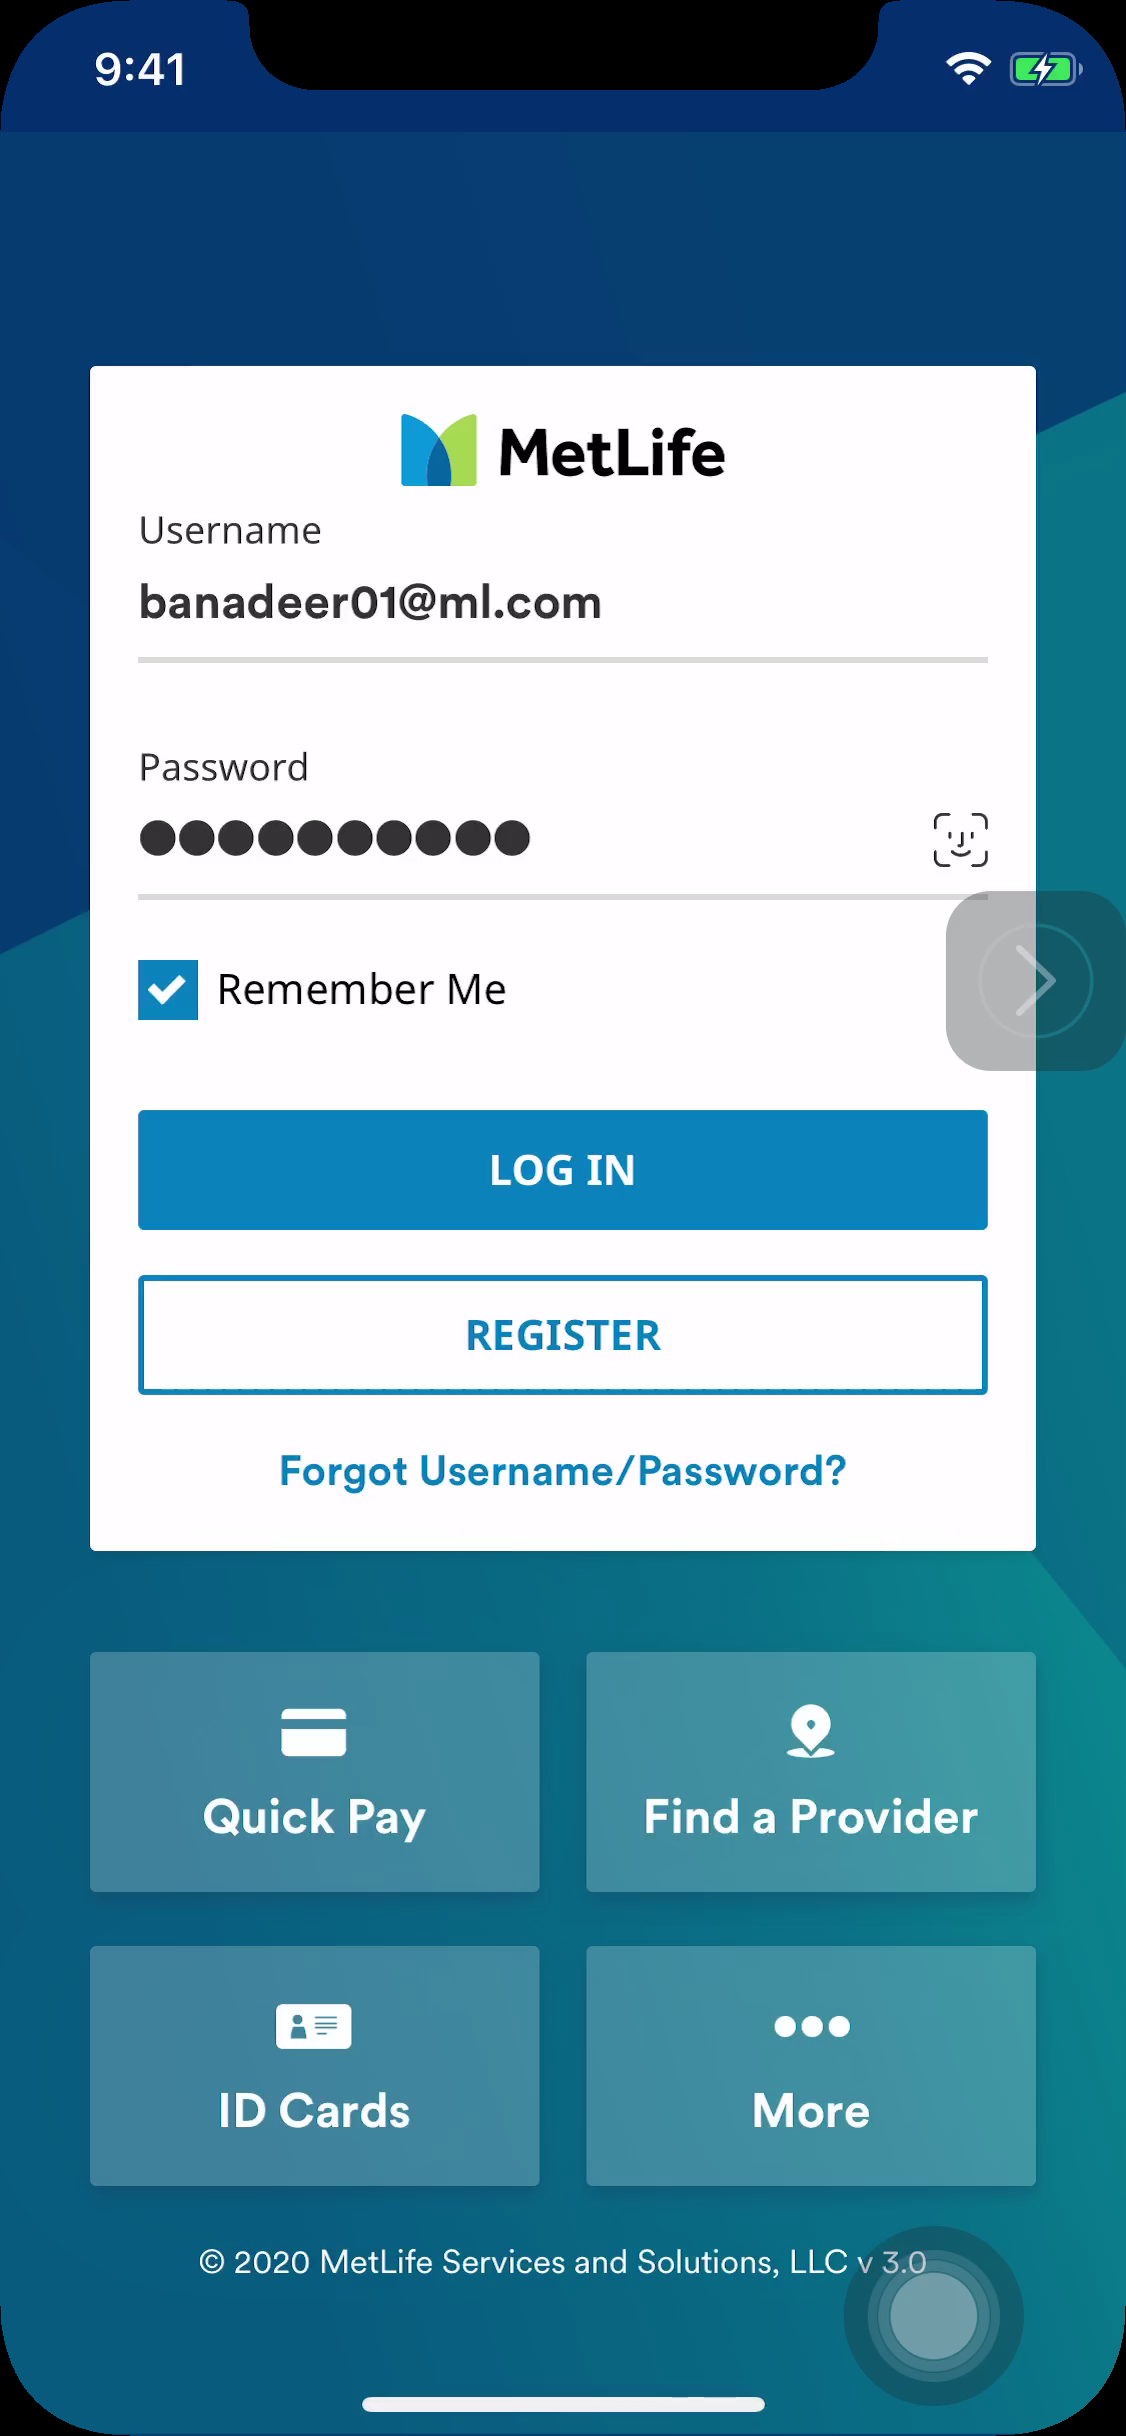 9:41
MetLife
Username
banadeer01@ml.com
Password
Remember Me
LOG IN
REGISTER
Forgot Username/Password?
Quick Pay
Find a Provider
ID Cards
More
© 2020 MetLife Services and Solutions, LLC v 3.0